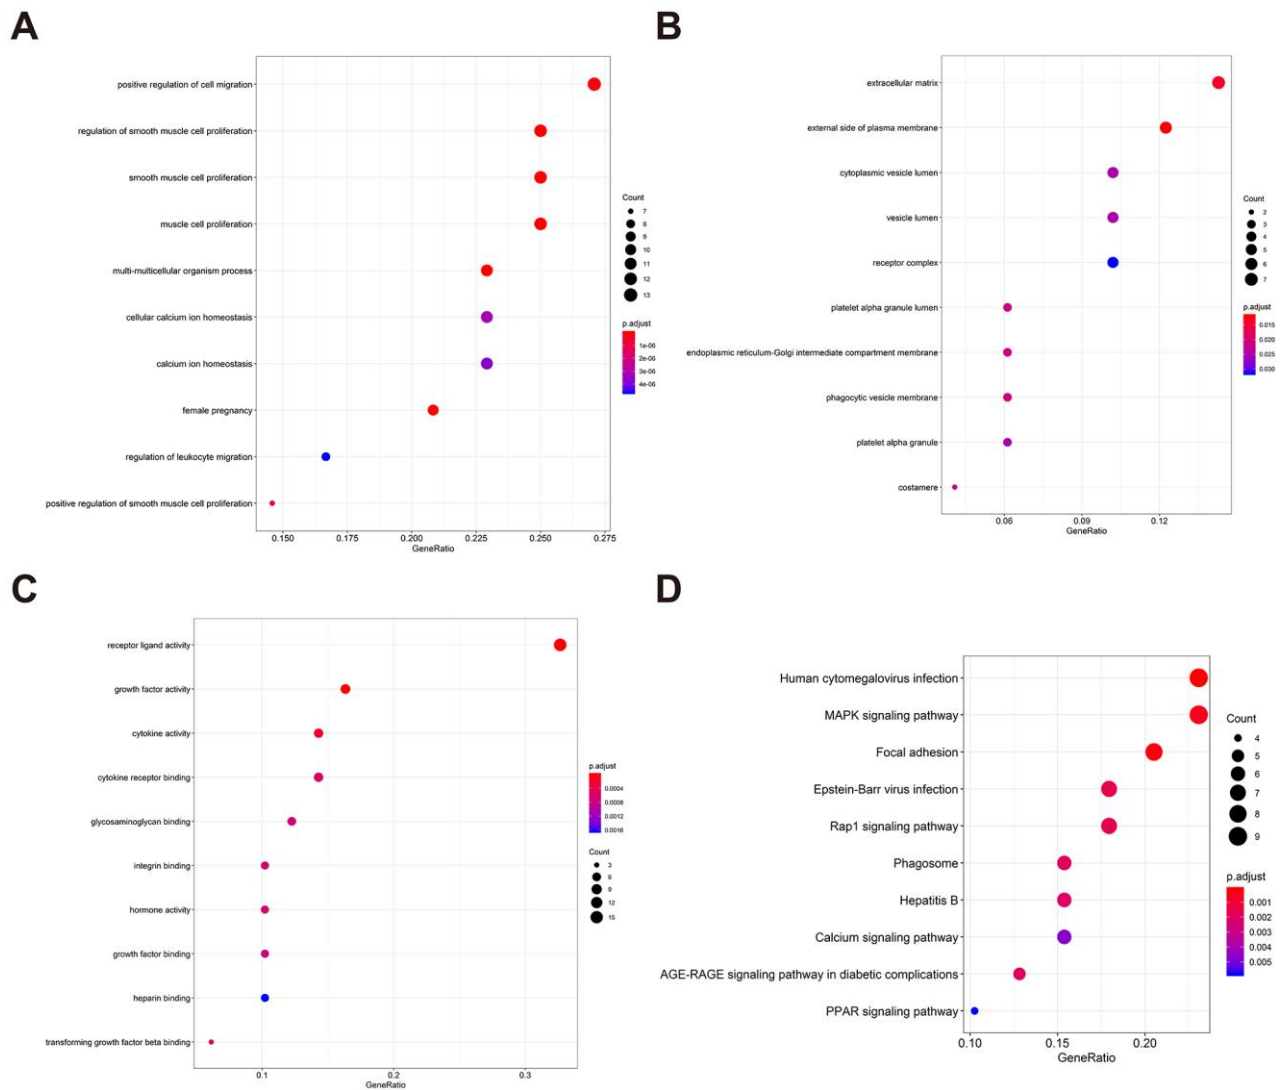 A
positive regulation of cell migration
regulation of smooth muscle cell proliferation
smooth muscle cell proliferation
muscle cell proliferation
multi-multicellular organism process
cellular calcium ion homeostasis
calcium ion homeostasis
female pregnancy
regulation of leukocyte migration
positive regulation of smooth muscle cell proliferation
0.150 0.175 0.200 0.225 0.250 0.275
GeneRatio
Count
7
8
9
10
11
12
13
p.adjust
1e-06
2e-06
3e-06
4e-06
B
extracellular matrix
external side of plasma membrane
cytoplasmic vesicle lumen
vesicle lumen
receptor complex
platelet alpha granule lumen
endoplasmic reticulum-Golgi intermediate compartment membrane
phagocytic vesicle membrane
platelet alpha granule
costamere
0.06 0.09 0.12
GeneRatio
Count
2
3
4
5
6
7
p.adjust
0.015
0.020
0.025
0.030
C
receptor ligand activity
growth factor activity
cytokine activity
cytokine receptor binding
glycosaminoglycan binding
integrin binding
hormone activity
growth factor binding
heparin binding
transforming growth factor beta binding
0.1 0.2 0.3
GeneRatio
p.adjust
0.0004
0.0008
0.0012
0.0016
Count
3
6
9
12
15
D
Human cytomegalovirus infection
MAPK signaling pathway
Focal adhesion
Epstein-Barr virus infection
Rap1 signaling pathway
Phagosome
Hepatitis B
Calcium signaling pathway
AGE-RAGE signaling pathway in diabetic complications
PPAR signaling pathway
0.10 0.15 0.20
GeneRatio
Count
4
5
6
7
8
9
p.adjust
0.001
0.002
0.003
0.004
0.005